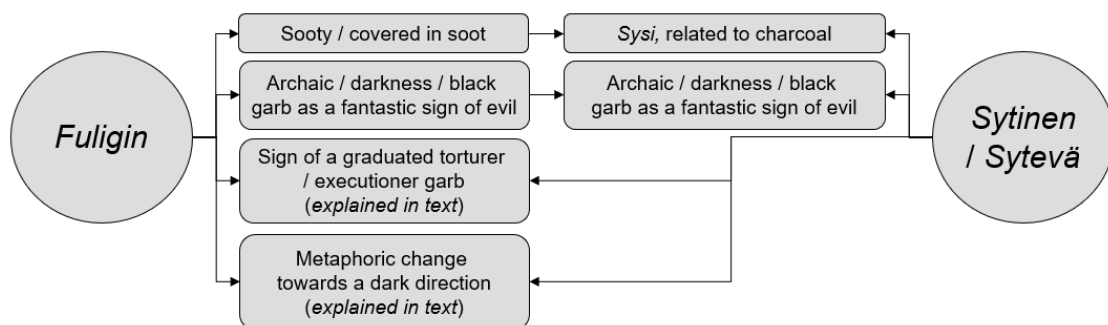 Fuligin
Sooty / covered in soot
Sysi, related to charcoal
Archaic / darkness / black
garb as a fantastic sign of evil
Archaic / darkness / black
garb as a fantastic sign of evil
Sign of a graduated torturer
/ executioner garb
(explained in text)
Metaphoric change
towards a dark direction
(explained in text)
Sytinen
/ Sytevä